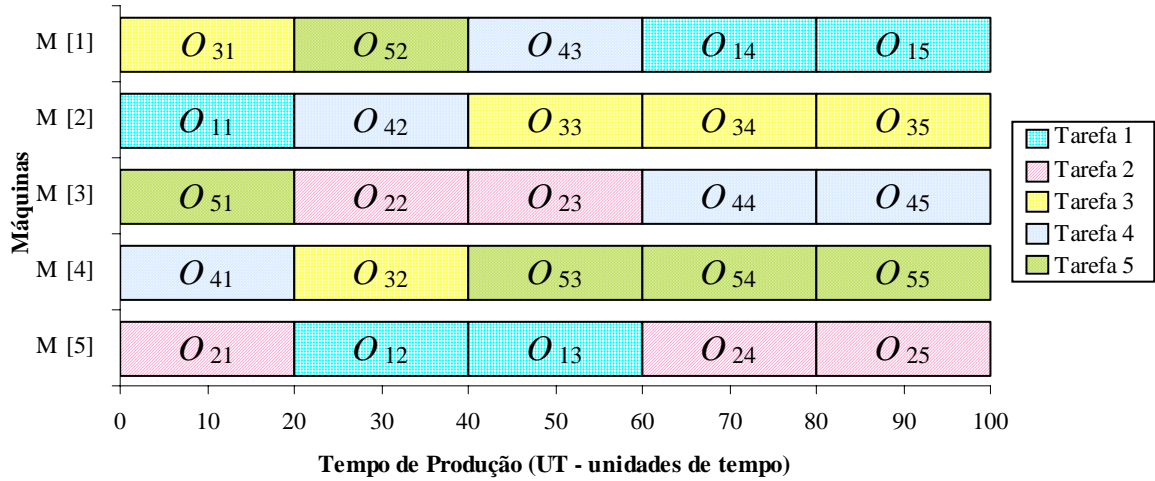 M [1] O 31 O 52 O 43 O 14 O 15
M [2] O 11 O 42 O 33 O 34 O 35
M [3] O 51 O 22 O 23 O 44 O 45
M [4] O 41 O 32 O 53 O 54 O 55
M [5] O 21 O 12 O 13 O 24 O 25
Máquinas
0 10 20 30 40 50 60 70 80 90 100
Tempo de Produção (UT - unidades de tempo)
Tarefa 1
Tarefa 2
Tarefa 3
Tarefa 4
Tarefa 5